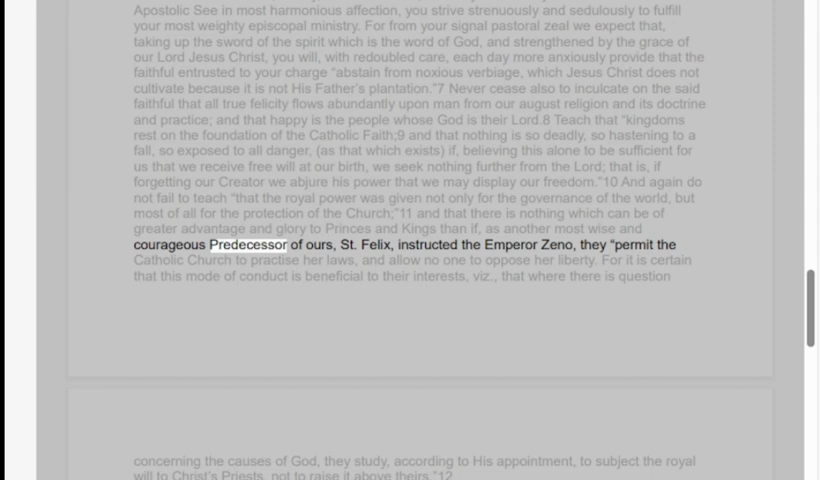 Apostolic See in most harmonious affection, you strive strenuously and sedulously to fulfill
your most weighty episcopal ministry. For from your signal pastoral zeal we expect that,
taking up the sword of the spirit which is the word of God, and strengthened by the grace of
our Lord Jesus Christ, you will, with redoubled care, each day more anxiously provide that the
faithful entrusted to your charge “abstain from noxious verbiage, which Jesus Christ does not
cultivate because it is not His Father’s plantation.”7 Never cease also to inculcate on the said
faithful that all true felicity flows abundantly upon man from our august religion and its doctrine
and practice; and that happy is the people whose God is their Lord.8 Teach that “kingdoms
rest on the foundation of the Catholic Faith;9 and that nothing is so deadly, so hastening to a
fall, so exposed to all danger, (as that which exists) if, believing this alone to be sufficient for
us that we receive free will at our birth, we seek nothing further from the Lord; that is, if
forgetting our Creator we abjure his power that we may display our freedom.”10 And again do
not fail to teach “that the royal power was given not only for the governance of the world, but
most of all for the protection of the Church;”11 and that there is nothing which can be of
greater advantage and glory to Princes and Kings than if, as another most wise and
courageous Predecessor of ours, St. Felix, instructed the Emperor Zeno, they “permit the
Catholic Church to practise her laws, and allow no one to oppose her liberty. For it is certain
that this mode of conduct is beneficial to their interests, viz., that where there is question
concerning the causes of God, they study, according to His appointment, to subject the royal
will to Christ’s Priests, not to raise it above theirs.”12